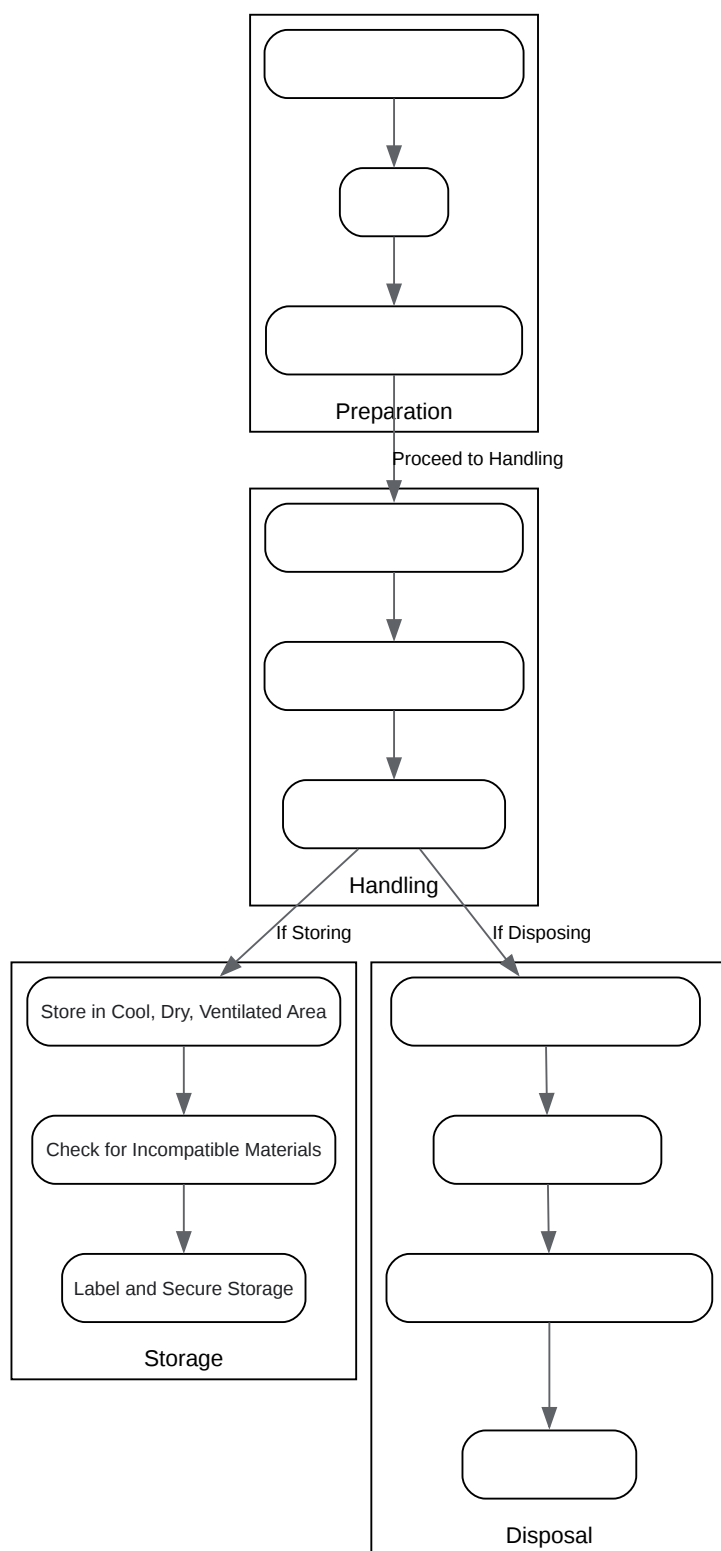 Preparation
Proceed to Handling
Handling
If Storing
If Disposing
Store in Cool, Dry, Ventilated Area
Check for Incompatible Materials
Label and Secure Storage
Storage
Disposal